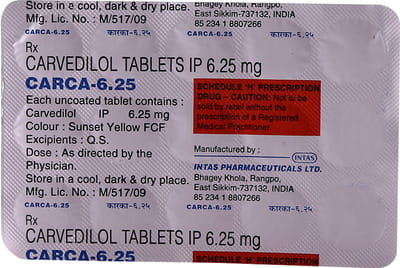 Store in a cool, dark & dry place.
Mfg. Lic. No. : M/517/09
Bhagey Khola, Rangpo,
East Sikkim-737132, INDIA
85 234 1 8807266
CARCA-6.25 कारका-६.२५
CARCA-6.25 कारका-६.२५
Rx
CARVEDILOL TABLETS IP 6.25 mg
CARCA-6.25
Each uncoated tablet contains :
Carvedilol IP 6.25 mg
Colour : Sunset Yellow FCF
Excipients : Q.S.
Dose : As directed by the
Physician.
Store in a cool, dark & dry place.
Mfg. Lic. No. : M/517/09
SCHEDULE 'H' PRESCRIPTION
DRUG – CAUTION: Not to be
sold by retail without the
prescription of a Registered
Medical Practitioner.
Manufactured by :
INTAS
INTAS PHARMACEUTICALS LTD.
Bhagey Khola, Rangpo,
East Sikkim-737132, INDIA
85 234 1 8807266
CARCA-6.25 कारका-६.२५
CARCA-6.25 कारका-६.२५
Rx
CARVEDILOL TABLETS IP 6.25 mg
CARCA-6.25
SCHEDULE 'H' PRESCRIPTION